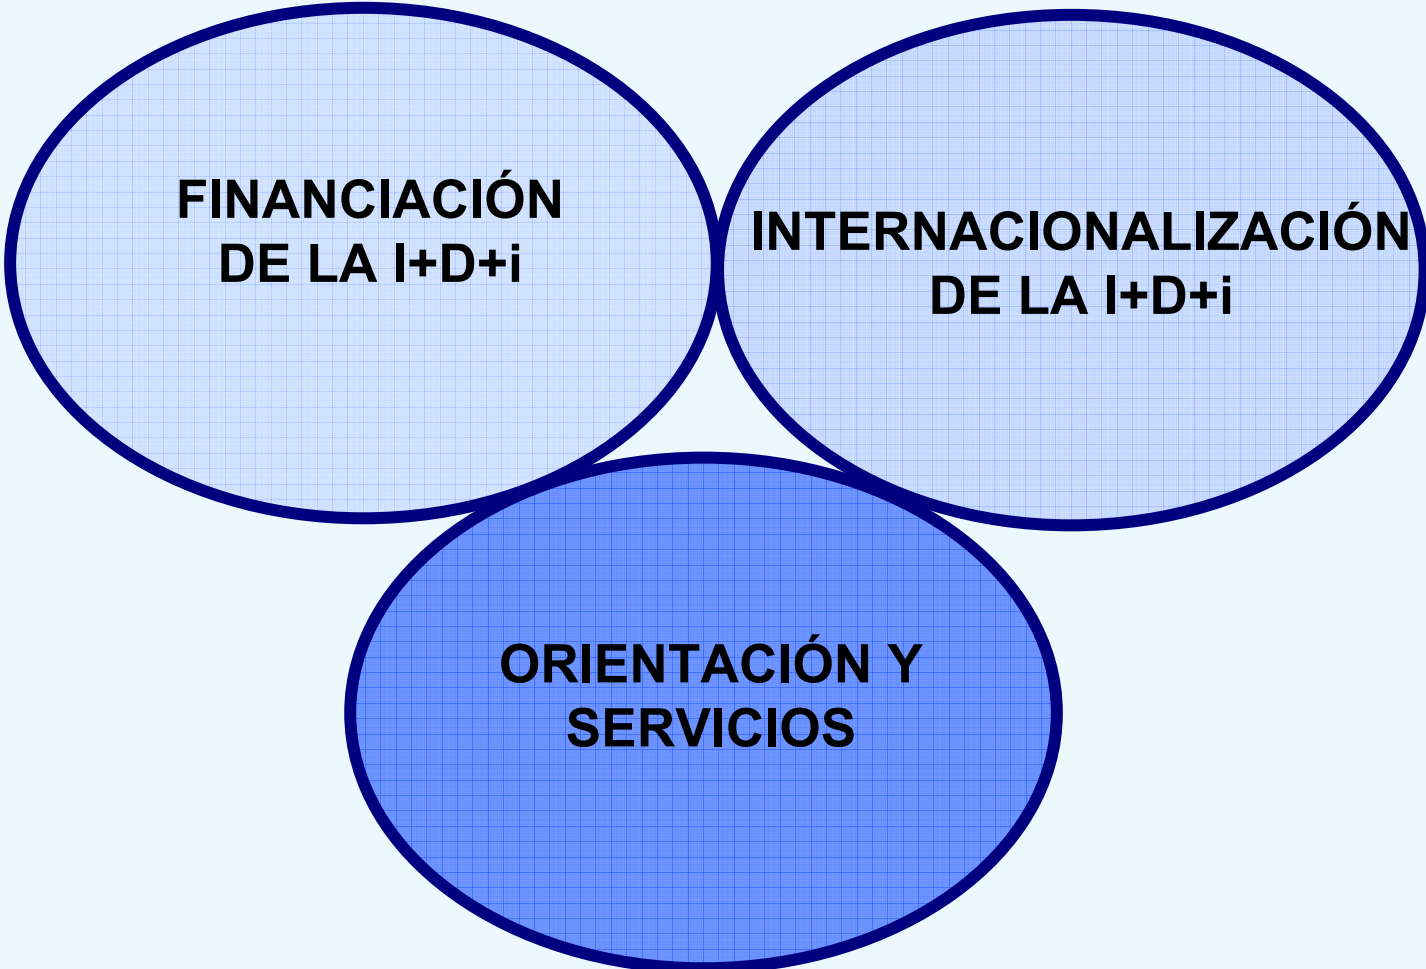 FINANCIACIÓN
DE LA I+D+i
INTERNACIONALIZACIÓN
DE LA I+D+i
ORIENTACIÓN Y
SERVICIOS